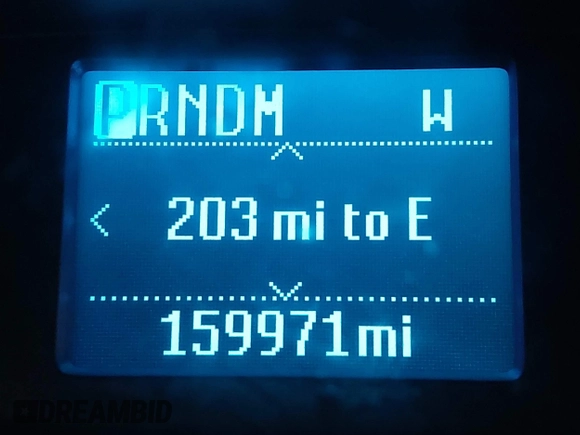 PRNDM W
203 mi to E
159971mi
DREAMBID